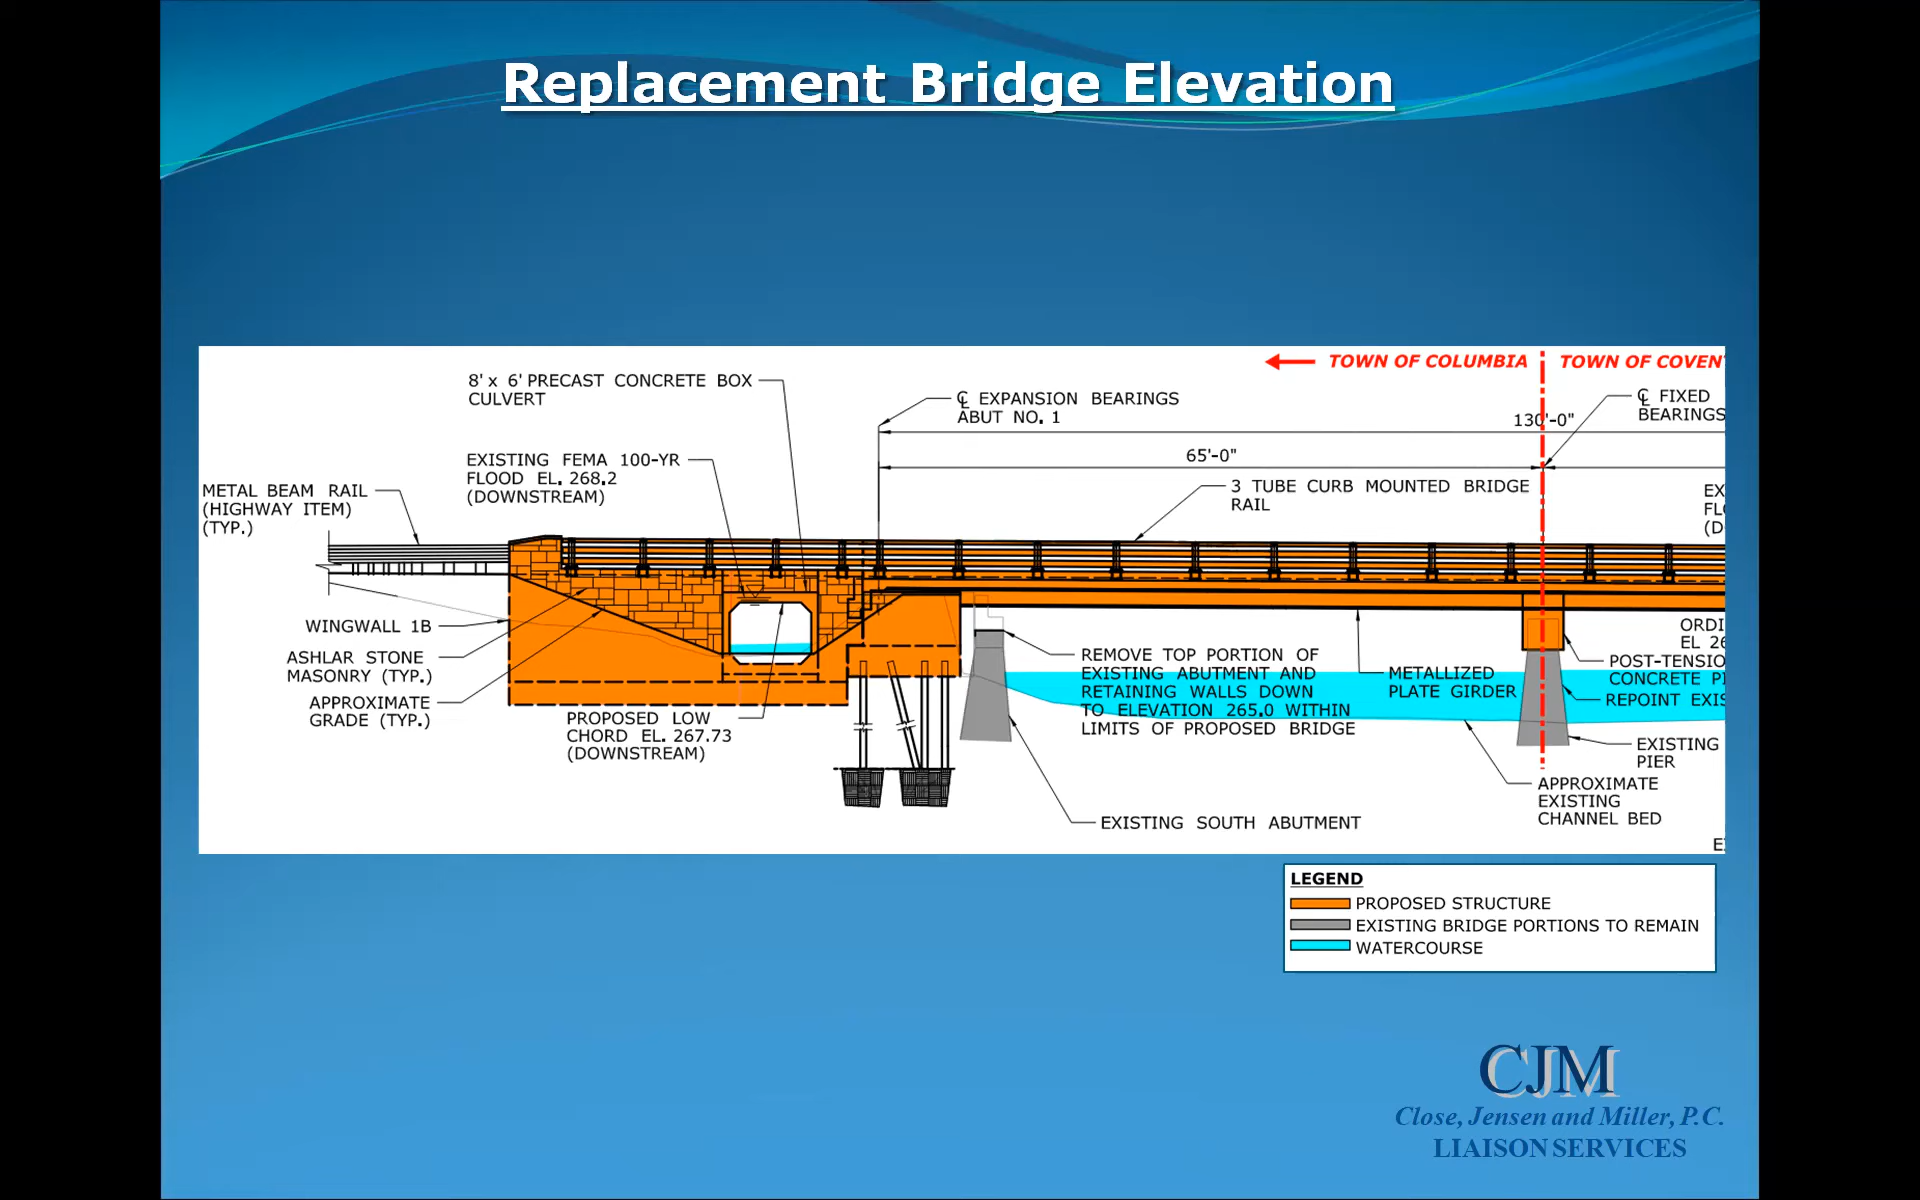 Replacement Bridge Elevation
TOWN OF COLUMBIA
TOWN OF COVEN
8' x 6' PRECAST CONCRETE BOX
CULVERT
℄ EXPANSION BEARINGS
ABUT NO. 1
℄ FIXED
BEARINGS
130'-0"
65'-0"
EXISTING FEMA 100-YR
FLOOD EL. 268.2
(DOWNSTREAM)
METAL BEAM RAIL
(HIGHWAY ITEM)
(TYP.)
3 TUBE CURB MOUNTED BRIDGE
RAIL
EX
FL
(D
WINGWALL 1B
ASHLAR STONE
MASONRY (TYP.)
APPROXIMATE
GRADE (TYP.)
PROPOSED LOW
CHORD EL. 267.73
(DOWNSTREAM)
REMOVE TOP PORTION OF
EXISTING ABUTMENT AND
RETAINING WALLS DOWN
TO ELEVATION 265.0 WITHIN
LIMITS OF PROPOSED BRIDGE
METALLIZED
PLATE GIRDER
ORDI
EL 26
POST-TENSIO
CONCRETE PI
REPOINT EXIS
EXISTING
PIER
APPROXIMATE
EXISTING
CHANNEL BED
EXISTING SOUTH ABUTMENT
E
LEGEND
PROPOSED STRUCTURE
EXISTING BRIDGE PORTIONS TO REMAIN
WATERCOURSE
CJM
Close, Jensen and Miller, P.C.
LIAISON SERVICES